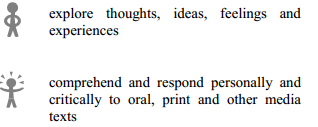 explore thoughts, ideas, feelings and
experiences
comprehend and respond personally and
critically to oral, print and other media
texts